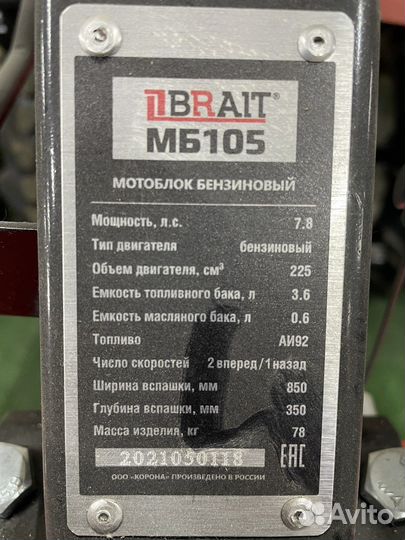 BRAIT®
МБ105
МОТОБЛОК БЕНЗИНОВЫЙ
Мощность, л.с. 7.8
Тип двигателя бензиновый
Объем двигателя, см³ 225
Емкость топливного бака, л 3.6
Емкость масляного бака, л 0.6
Топливо АИ92
Число скоростей 2 вперед/1 назад
Ширина вспашки, мм 850
Глубина вспашки, мм 350
Масса изделия, кг 78
2021050118 EAC
ООО «КОРОНА» ПРОИЗВЕДЕНО В РОССИИ
Avito